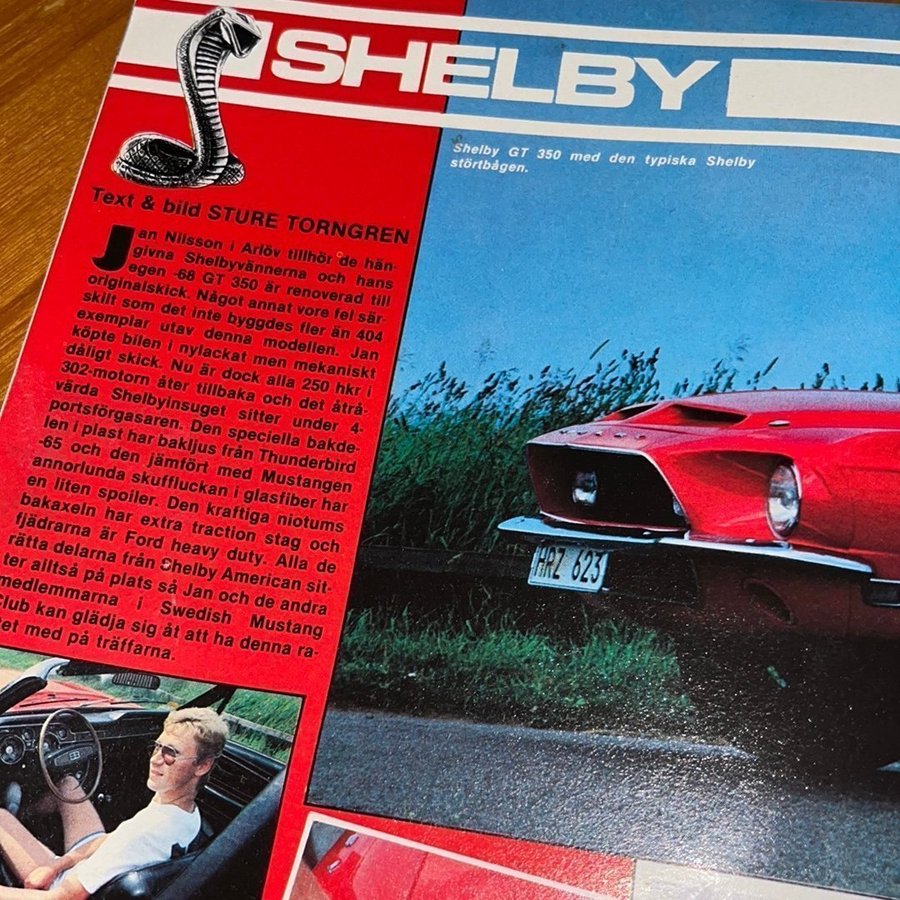 SHELBY
Shelby GT 350 med den typiska Shelby
störtbågen.
Text & bild STURE TORNGREN
Jan Nilsson i Arlöv tillhör de hän-
givna Shelbyvännerna och hans
egen -68 GT 350 är renoverad till
originalskick. Något annat vore fel sär-
skilt som det inte byggdes fler än 404
exemplar utav denna modellen. Jan
köpte bilen i nylackat men mekaniskt
dåligt skick. Nu är dock alla 250 hkr i
302-motorn åter tillbaka och det åtrå-
värda Shelbyinsuget sitter under 4-
portsförgasaren. Den speciella bakde-
len i plast har bakljus från Thunderbird
-65 och den jämfört med Mustangen
annorlunda skuffluckan i glasfiber har
en liten spoiler. Den kraftiga niotums
bakaxeln har extra traction stag och
fjädrarna är Ford heavy duty. Alla de
rätta delarna från Shelby American sit-
ter alltså på plats så Jan och de andra
medlemmarna i Swedish Mustang
Club kan glädja sig åt att ha denna ra-
med på träffarna.
HRZ 623